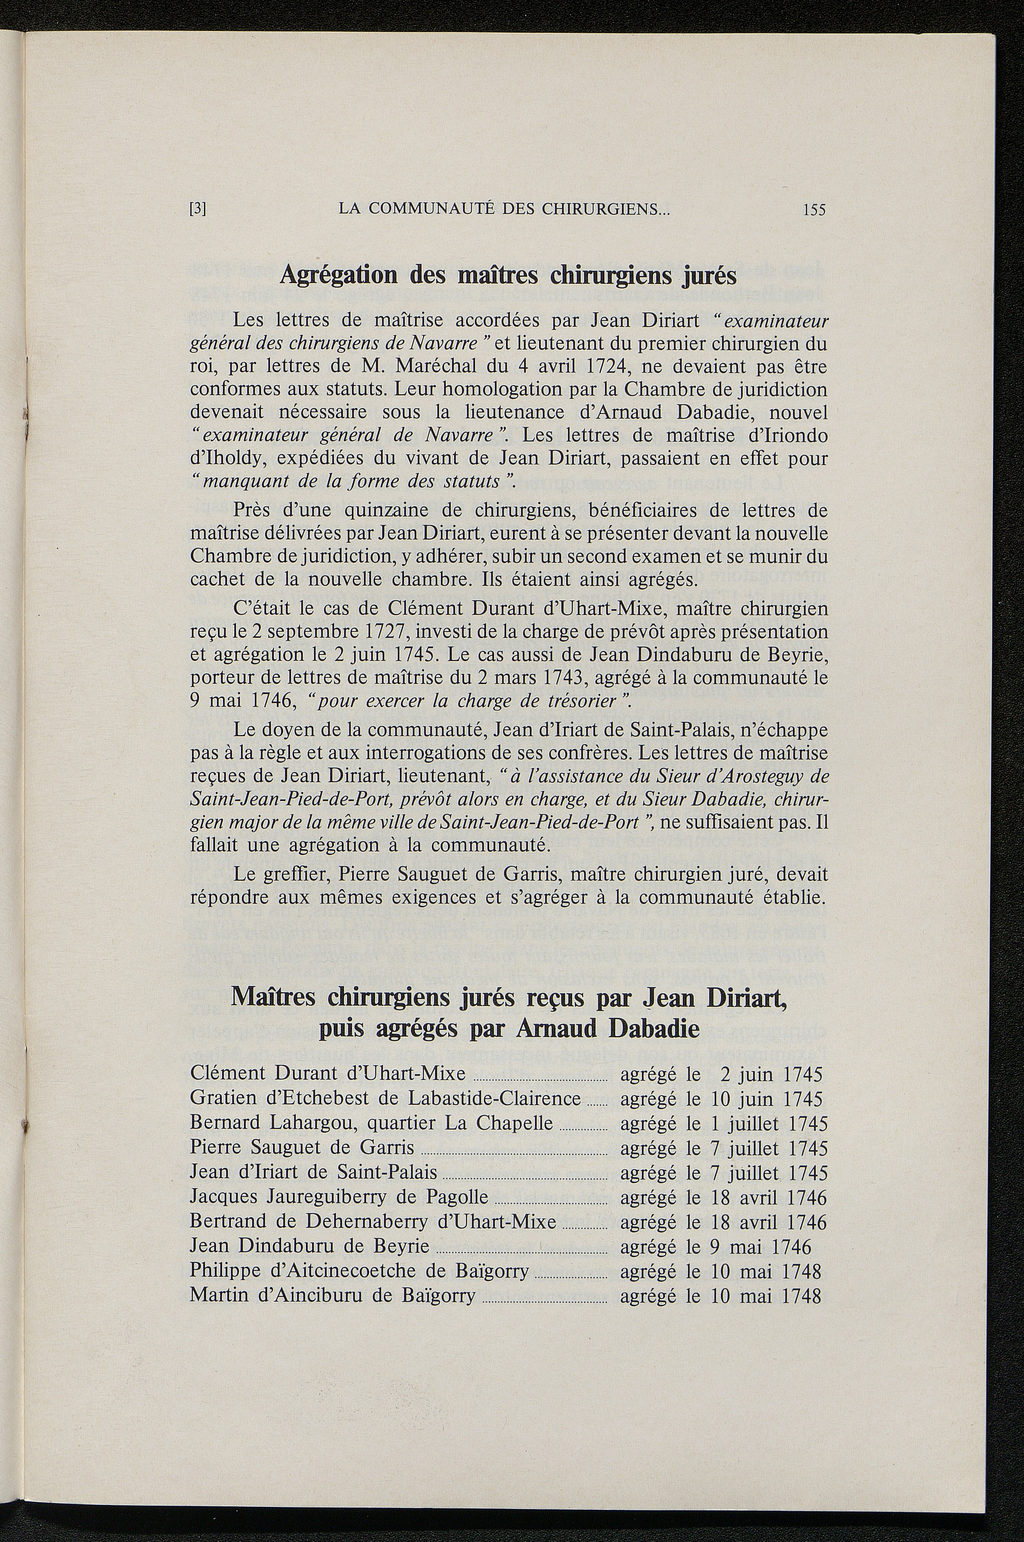 [3] LA COMMUNAUTÉ DES CHIRURGIENS... 155
Agrégation des maîtres chirurgiens jurés
Les lettres de maîtrise accordées par Jean Diriart "examinateur
général des chirurgiens de Navarre" et lieutenant du premier chirurgien du
roi, par lettres de M. Maréchal du 4 avril 1724, ne devaient pas être
conformes aux statuts. Leur homologation par la Chambre de juridiction
devenait nécessaire sous la lieutenance d'Arnaud Dabadie, nouvel
"examinateur général de Navarre". Les lettres de maîtrise d'Iriondo
d'Iholdy, expédiées du vivant de Jean Diriart, passaient en effet pour
"manquant de la forme des statuts".
Près d'une quinzaine de chirurgiens, bénéficiaires de lettres de
maîtrise délivrées par Jean Diriart, eurent à se présenter devant la nouvelle
Chambre de juridiction, y adhérer, subir un second examen et se munir du
cachet de la nouvelle chambre. Ils étaient ainsi agrégés.
C'était le cas de Clément Durant d'Uhart-Mixe, maître chirurgien
reçu le 2 septembre 1727, investi de la charge de prévôt après présentation
et agrégation le 2 juin 1745. Le cas aussi de Jean Dindaburu de Beyrie,
porteur de lettres de maîtrise du 2 mars 1743, agrégé à la communauté le
9 mai 1746, "pour exercer la charge de trésorier".
Le doyen de la communauté, Jean d'Iriart de Saint-Palais, n'échappe
pas à la règle et aux interrogations de ses confrères. Les lettres de maîtrise
reçues de Jean Diriart, lieutenant, "à l'assistance du Sieur d'Arosteguy de
Saint-Jean-Pied-de-Port, prévôt alors en charge, et du Sieur Dabadie, chirur-
gien major de la même ville de Saint-Jean-Pied-de-Port", ne suffisaient pas. Il
fallait une agrégation à la communauté.
Le greffier, Pierre Sauguet de Garris, maître chirurgien juré, devait
répondre aux mêmes exigences et s'agréger à la communauté établie.
Maîtres chirurgiens jurés reçus par Jean Diriart,
puis agrégés par Arnaud Dabadie
Clément Durant d'Uhart-Mixe ........ agrégé le 2 juin 1745
Gratien d'Etchebest de Labastide-Clairence ........ agrégé le 10 juin 1745
Bernard Lahargou, quartier La Chapelle ........ agrégé le 1 juillet 1745
Pierre Sauguet de Garris ........ agrégé le 7 juillet 1745
Jean d'Iriart de Saint-Palais ........ agrégé le 7 juillet 1745
Jacques Jaureguiberry de Pagolle ........ agrégé le 18 avril 1746
Bertrand de Dehernaberry d'Uhart-Mixe ........ agrégé le 18 avril 1746
Jean Dindaburu de Beyrie ........ agrégé le 9 mai 1746
Philippe d'Aitcinecoetche de Baïgorry ........ agrégé le 10 mai 1748
Martin d'Ainciburu de Baïgorry ........ agrégé le 10 mai 1748